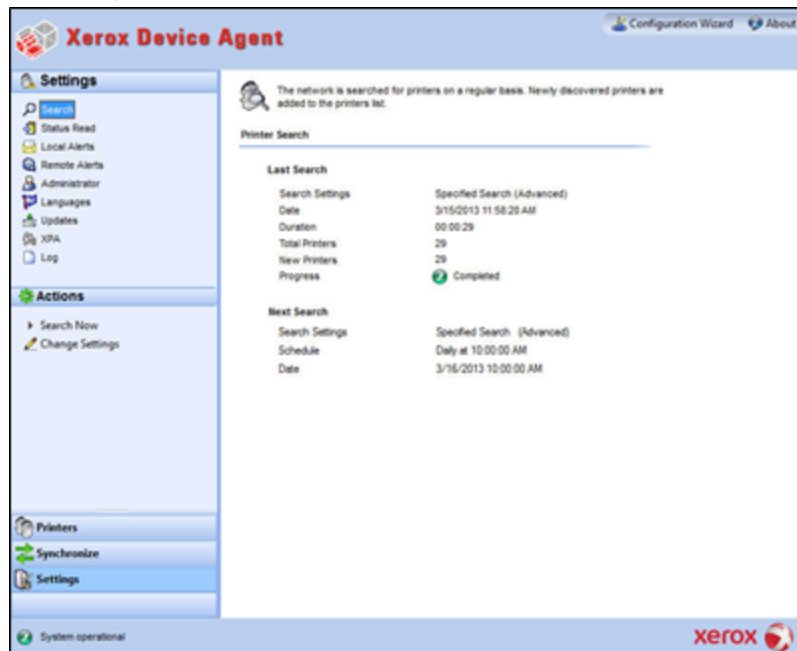 Xerox Device Agent
Configuration Wizard
About
Settings
Search
Status Read
Local Alerts
Remote Alerts
Administrator
Languages
Updates
XPA
Log
Actions
Search Now
Change Settings
Printers
Synchronize
Settings
System operational
The network is searched for printers on a regular basis. Newly discovered printers are
added to the printers list.
Printer Search
Last Search
Search Settings Specified Search (Advanced)
Date 3/15/2013 11:58:20 AM
Duration 00:00:29
Total Printers 29
New Printers 29
Progress Completed
Next Search
Search Settings Specified Search (Advanced)
Schedule Daily at 10:00:00 AM
Date 3/16/2013 10:00:00 AM
xerox